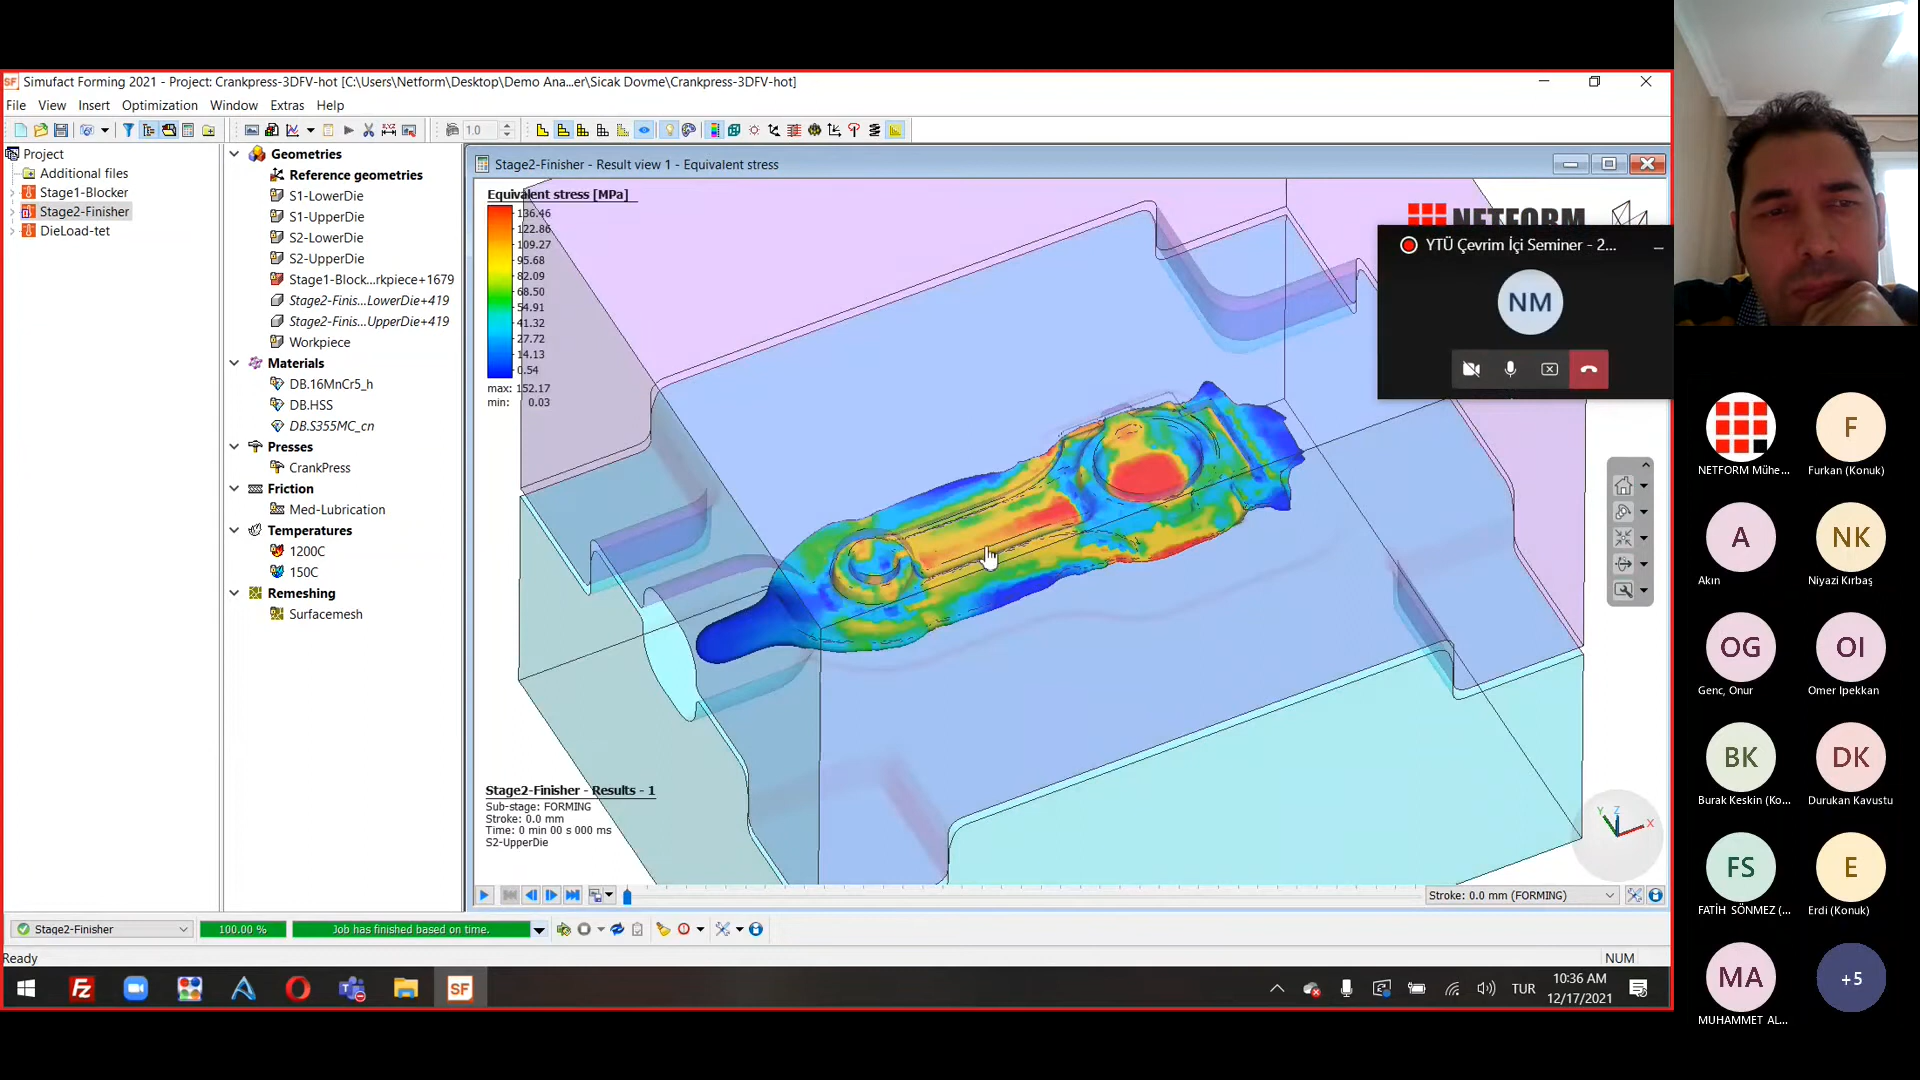 Simufact Forming 2021 - Project: Crankpress-3DFV-hot [C:\Users\Netform\Desktop\Demo Ana...er\Sicak Dovme\Crankpress-3DFV-hot]
File View Insert Optimization Window Extras Help
1.0
Project
Additional files
Stage1-Blocker
Stage2-Finisher
DieLoad-tet
Geometries
Reference geometries
S1-LowerDie
S1-UpperDie
S2-LowerDie
S2-UpperDie
Stage1-Block...rkpiece+1679
Stage2-Finis...LowerDie+419
Stage2-Finis...UpperDie+419
Workpiece
Materials
DB.16MnCr5_h
DB.HSS
DB.S355MC_cn
Presses
CrankPress
Friction
Med-Lubrication
Temperatures
1200C
150C
Remeshing
Surfacemesh
Stage2-Finisher - Result view 1 - Equivalent stress
Equivalent stress [MPa]
136.46
122.86
109.27
95.68
82.09
68.50
54.91
41.32
27.72
14.13
0.54
max: 152.17
min: 0.03
NETFORM
YTÜ Çevrim İçi Seminer - 2...
NM
Stage2-Finisher - Results - 1
Sub-stage: FORMING
Stroke: 0.0 mm
Time: 0 min 00 s 000 ms
S2-UpperDie
Y Z X
Stroke: 0.0 mm (FORMING)
Stage2-Finisher
100.00 %
Job has finished based on time.
Ready
NUM
Fz
SF
TUR
10:36 AM
12/17/2021
NETFORM Mühe...
F
Furkan (Konuk)
A
Akın
NK
Niyazi Kırbaş
OG
Genc, Onur
OI
Omer Ipekkan
BK
Burak Keskin (Ko...
DK
Durukan Kavustu
FS
FATİH SÖNMEZ (...
E
Erdi (Konuk)
MA
MUHAMMET AL...
+5